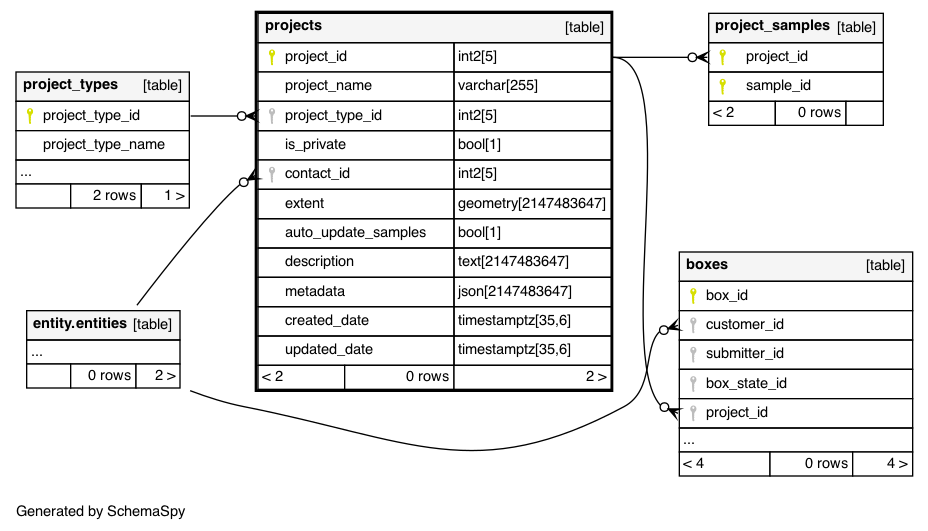 projects [table]
project_id int2[5]
project_name varchar[255]
project_type_id int2[5]
is_private bool[1]
contact_id int2[5]
extent geometry[2147483647]
auto_update_samples bool[1]
description text[2147483647]
metadata json[2147483647]
created_date timestamptz[35,6]
updated_date timestamptz[35,6]
< 2 0 rows 2 >
project_samples [table]
project_id
sample_id
< 2 0 rows
project_types [table]
project_type_id
project_type_name
...
2 rows 1 >
entity.entities [table]
...
0 rows 2 >
boxes [table]
box_id
customer_id
submitter_id
box_state_id
project_id
...
< 4 0 rows 4 >
Generated by SchemaSpy